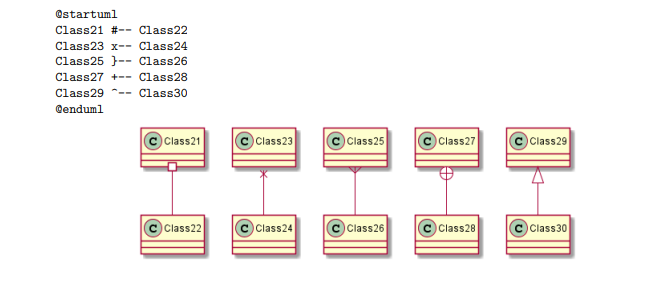 @startuml
Class21 #-- Class22
Class23 x-- Class24
Class25 }-- Class26
Class27 +-- Class28
Class29 ^-- Class30
@enduml
C Class21 C Class23 C Class25 C Class27 C Class29
C Class22 C Class24 C Class26 C Class28 C Class30